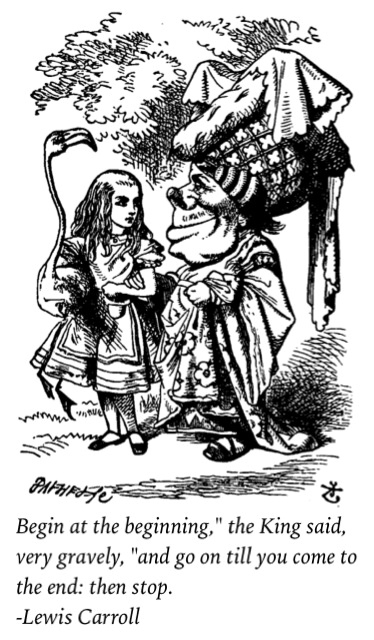 Begin at the beginning," the King said,
very gravely, "and go on till you come to
the end: then stop.
-Lewis Carroll